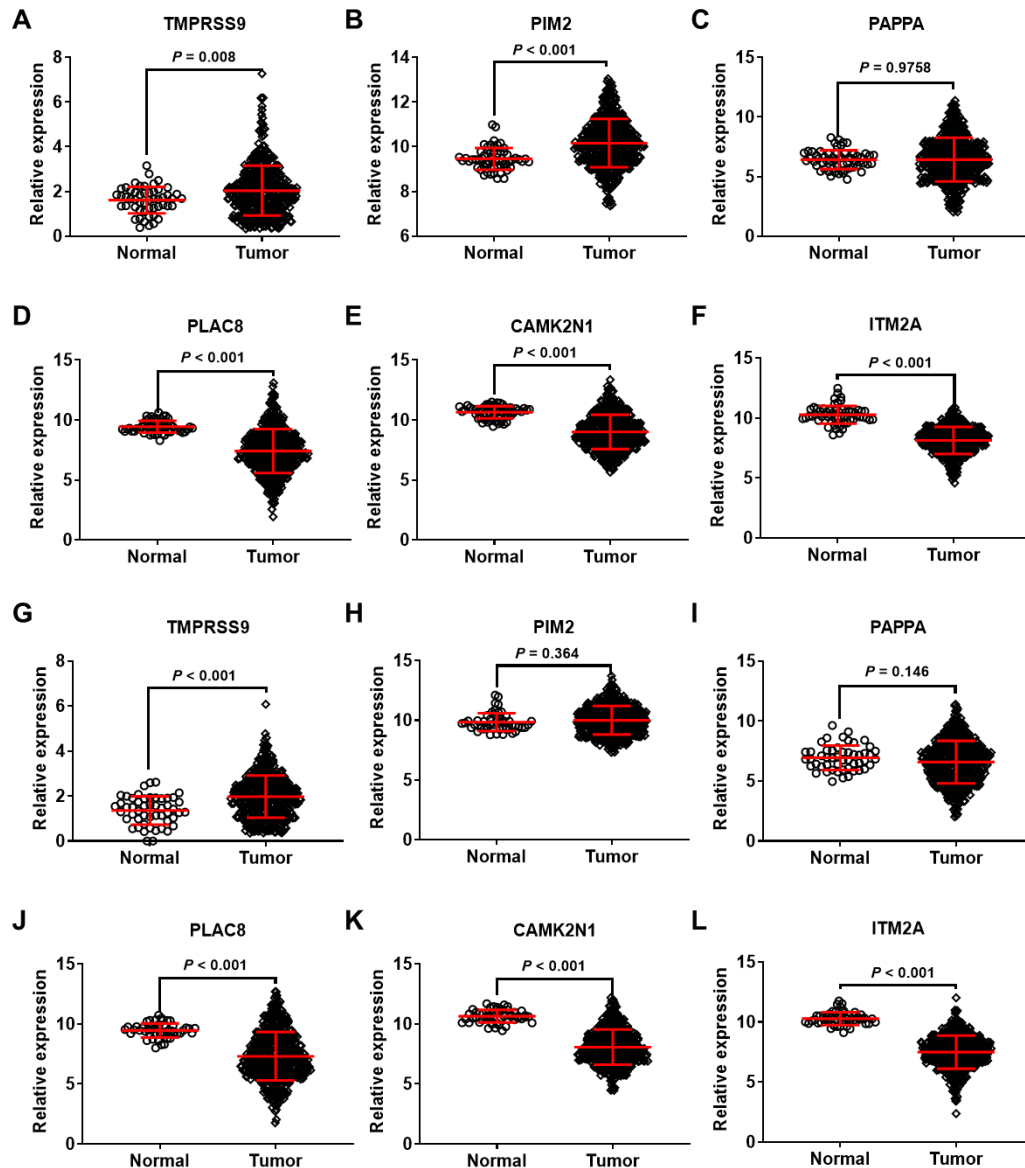 A
TMPRSS9
P = 0.008
Relative expression
8
6
4
2
0
Normal Tumor
B
PIM2
P < 0.001
Relative expression
14
12
10
8
6
Normal Tumor
C
PAPPA
P = 0.9758
Relative expression
15
10
5
0
Normal Tumor
D
PLAC8
P < 0.001
Relative expression
15
10
5
0
Normal Tumor
E
CAMK2N1
P < 0.001
Relative expression
15
10
5
0
Normal Tumor
F
ITM2A
P < 0.001
Relative expression
15
10
5
0
Normal Tumor
G
TMPRSS9
P < 0.001
Relative expression
8
6
4
2
0
Normal Tumor
H
PIM2
P = 0.364
Relative expression
15
10
5
0
Normal Tumor
I
PAPPA
P = 0.146
Relative expression
15
10
5
0
Normal Tumor
J
PLAC8
P < 0.001
Relative expression
15
10
5
0
Normal Tumor
K
CAMK2N1
P < 0.001
Relative expression
15
10
5
0
Normal Tumor
L
ITM2A
P < 0.001
Relative expression
15
10
5
0
Normal Tumor